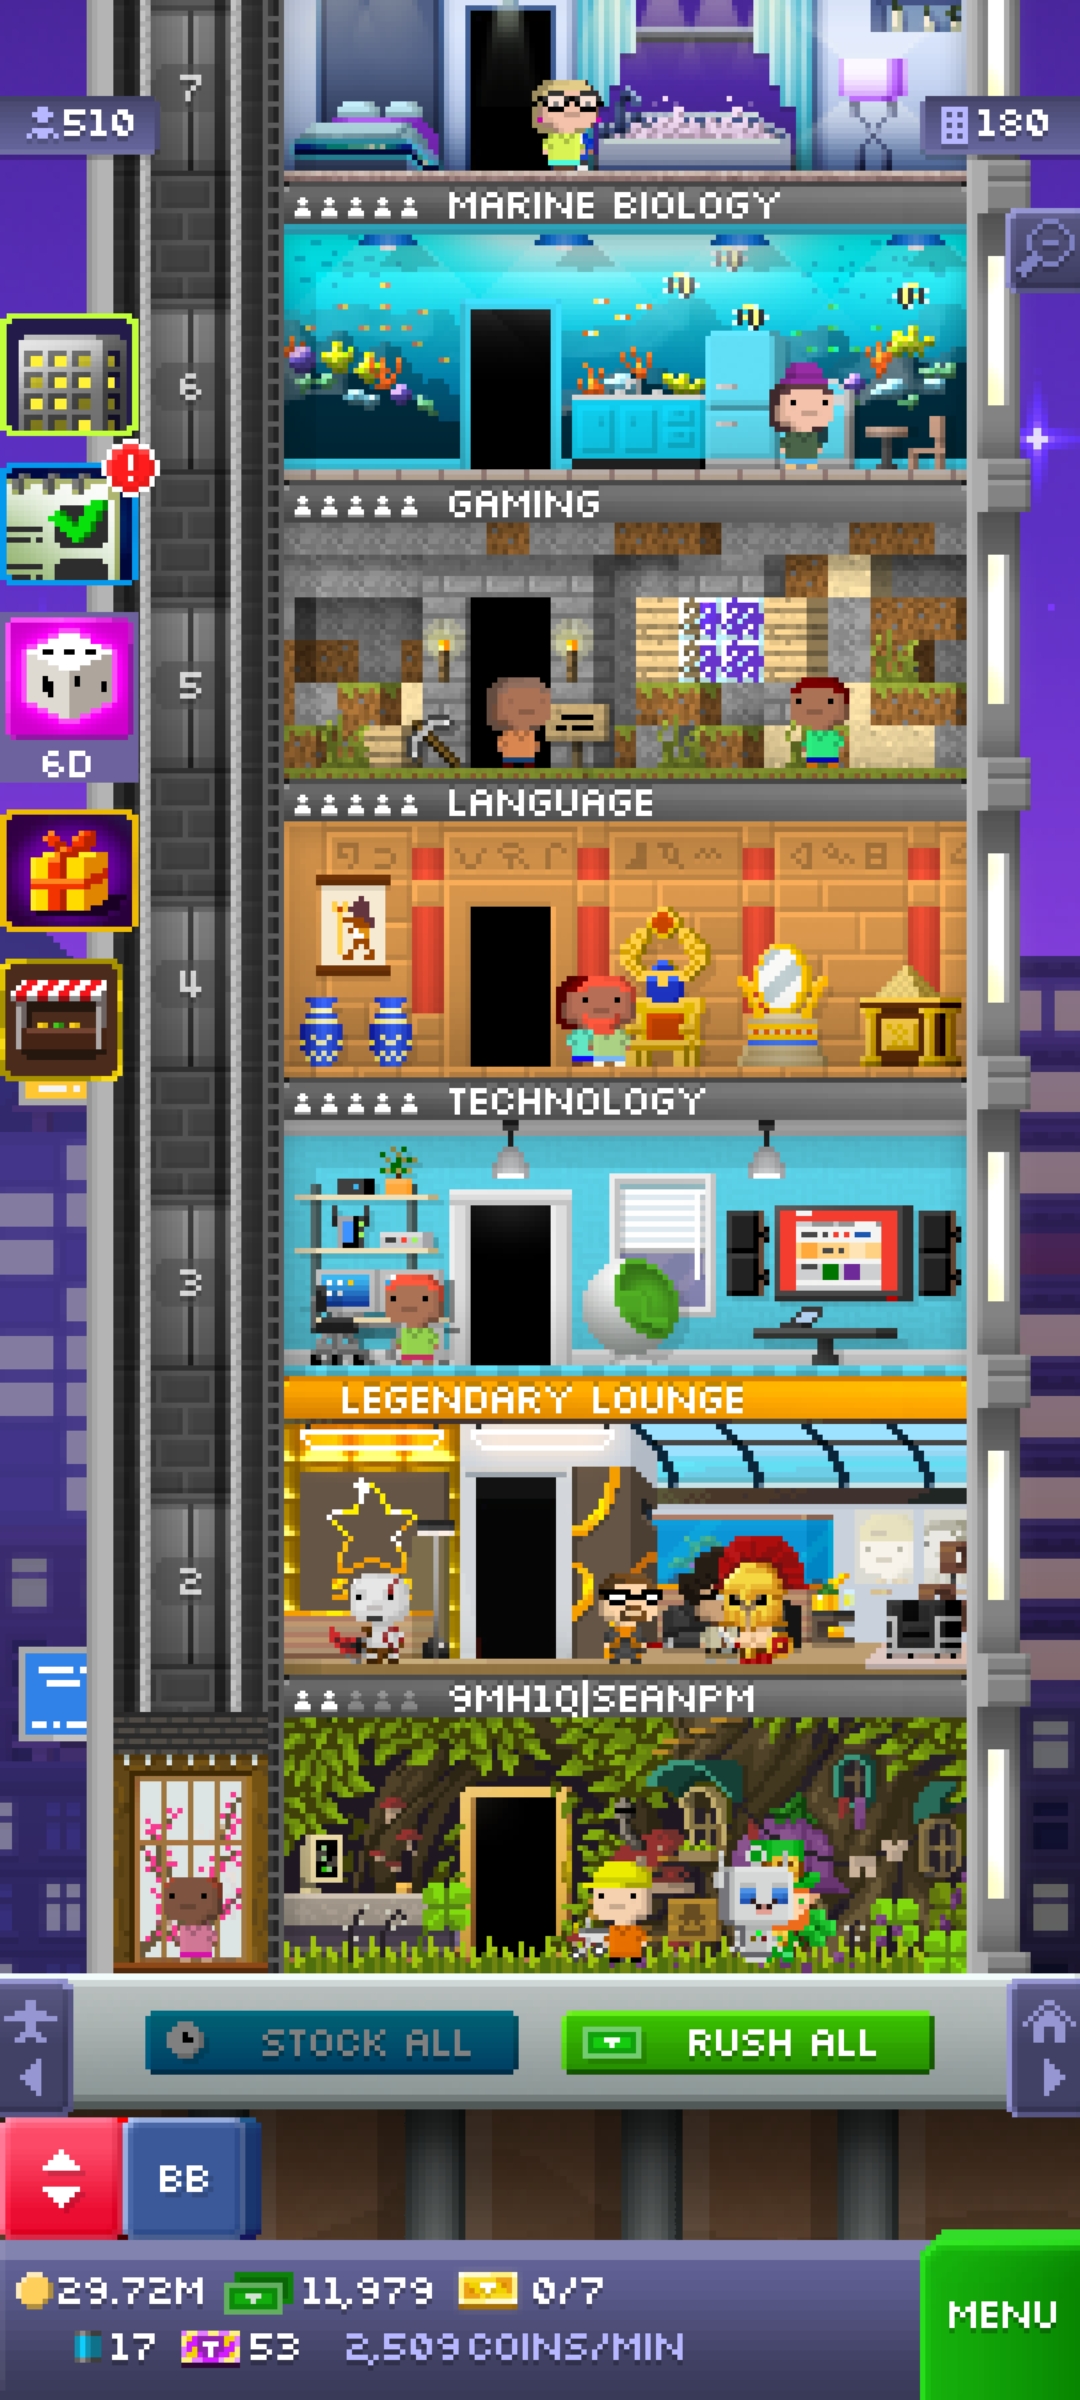 7
510
180
MARINE BIOLOGY
6
GAMING
5
6D
LANGUAGE
4
TECHNOLOGY
3
LEGENDARY LOUNGE
2
9MH1Q|SEANPM
STOCK ALL
RUSH ALL
BB
29.72M
11,979
0/7
MENU
17
53
2,509 COINS/MIN